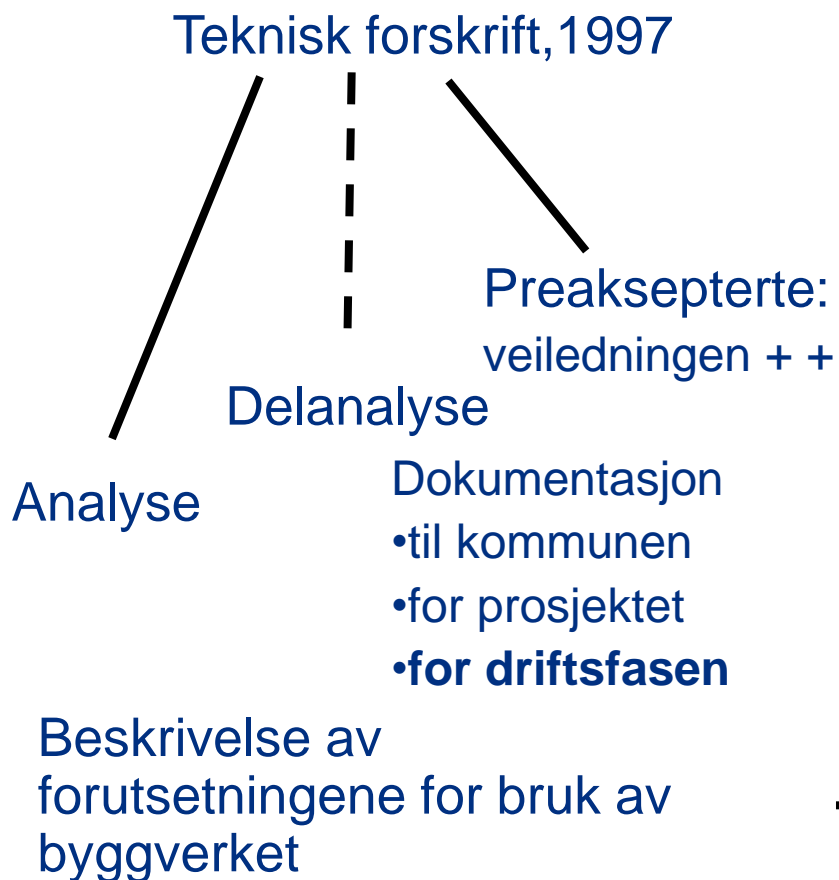 Teknisk forskrift,1997
Preaksepterte:
veiledningen + +
Delanalyse
Analyse
Dokumentasjon
•til kommunen
•for prosjektet
•for driftsfasen
Beskrivelse av
forutsetningene for bruk av
byggverket